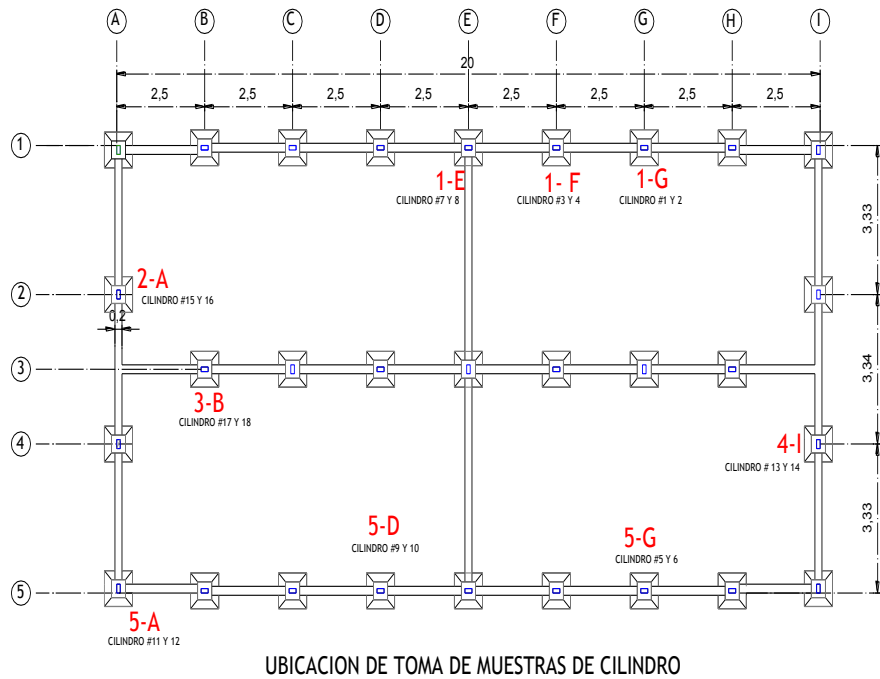 A B C D E F G H I
20
2,5 2,5 2,5 2,5 2,5 2,5 2,5 2,5
1
1-E 1- F 1-G
CILINDRO #7 Y 8 CILINDRO #3 Y 4 CILINDRO #1 Y 2
3,33
2-A
2
CILINDRO #15 Y 16
0,2
3
3,34
3-B
CILINDRO #17 Y 18
4
4-I
CILINDRO # 13 Y 14
5-D
CILINDRO #9 Y 10
5-G
CILINDRO #5 Y 6
3,33
5
5-A
CILINDRO #11 Y 12
UBICACION DE TOMA DE MUESTRAS DE CILINDRO